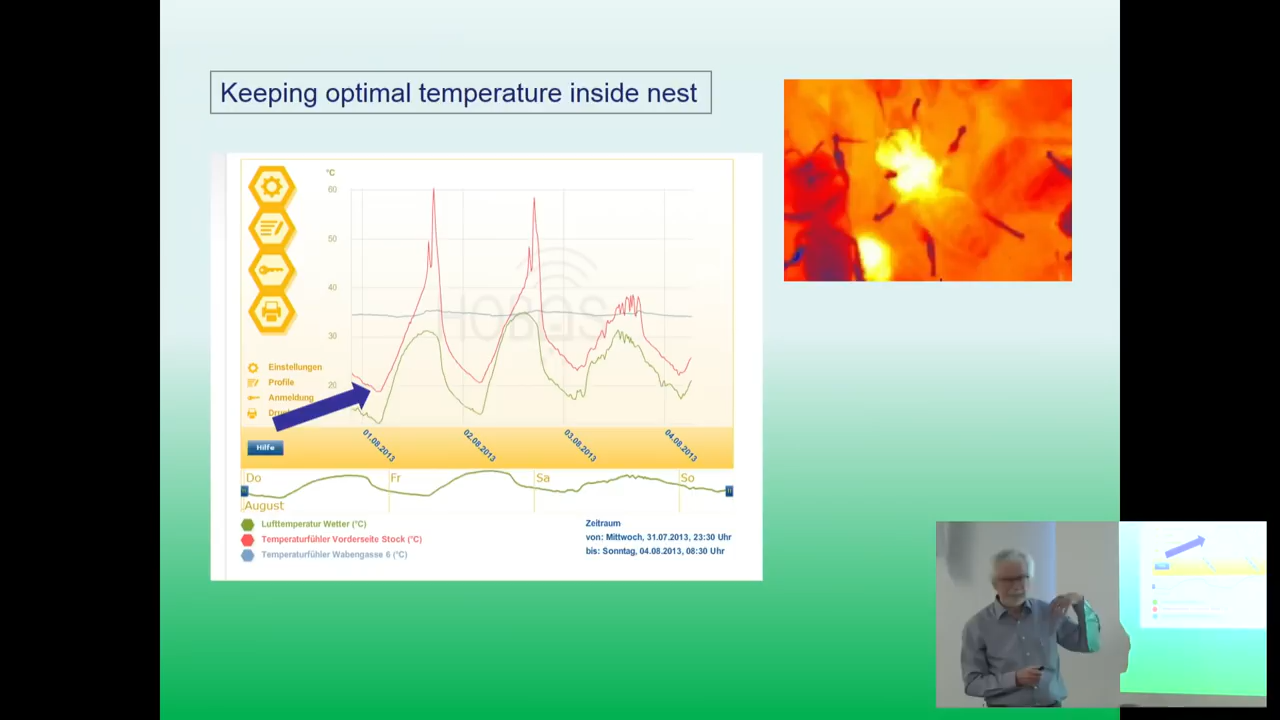 Keeping optimal temperature inside nest
°C
60
50
40
30
20
HOBOS
Einstellungen
Profile
Anmeldung
Hilfe
01.08.2013
02.08.2013
03.08.2013
04.08.2013
Do
Fr
Sa
So
August
Lufttemperatur Wetter (°C)
Temperaturfühler Vorderseite Stock (°C)
Temperaturfühler Wabengasse 6 (°C)
Zeitraum
von: Mittwoch, 31.07.2013, 23:30 Uhr
bis: Sonntag, 04.08.2013, 08:30 Uhr